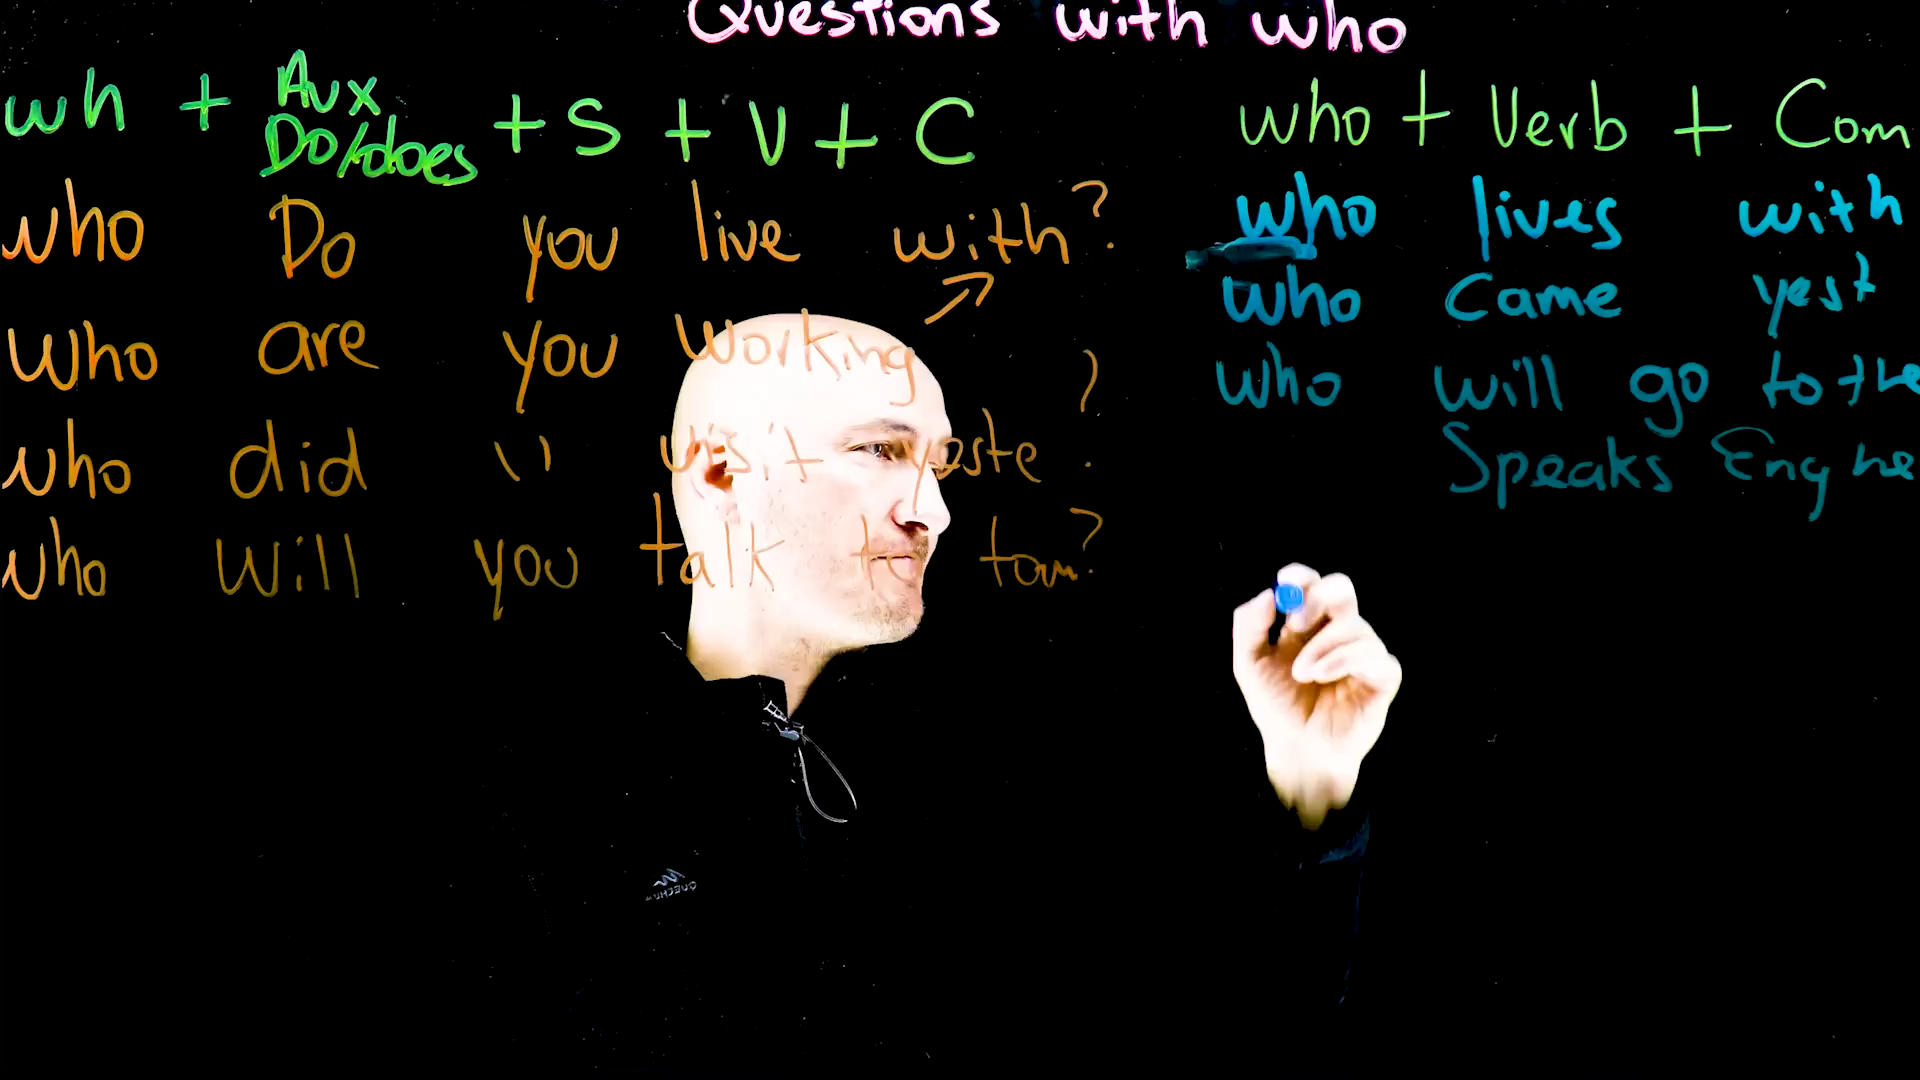 Questions with who
wh + Aux Do/does + S + V + C
who Do you live with?
who are you working ?
who did " visit yeste ?
who will you talk to tom?
who + Verb + Com
who lives with
who came yest
who will go to the
Speaks Eng he
QUECHUA